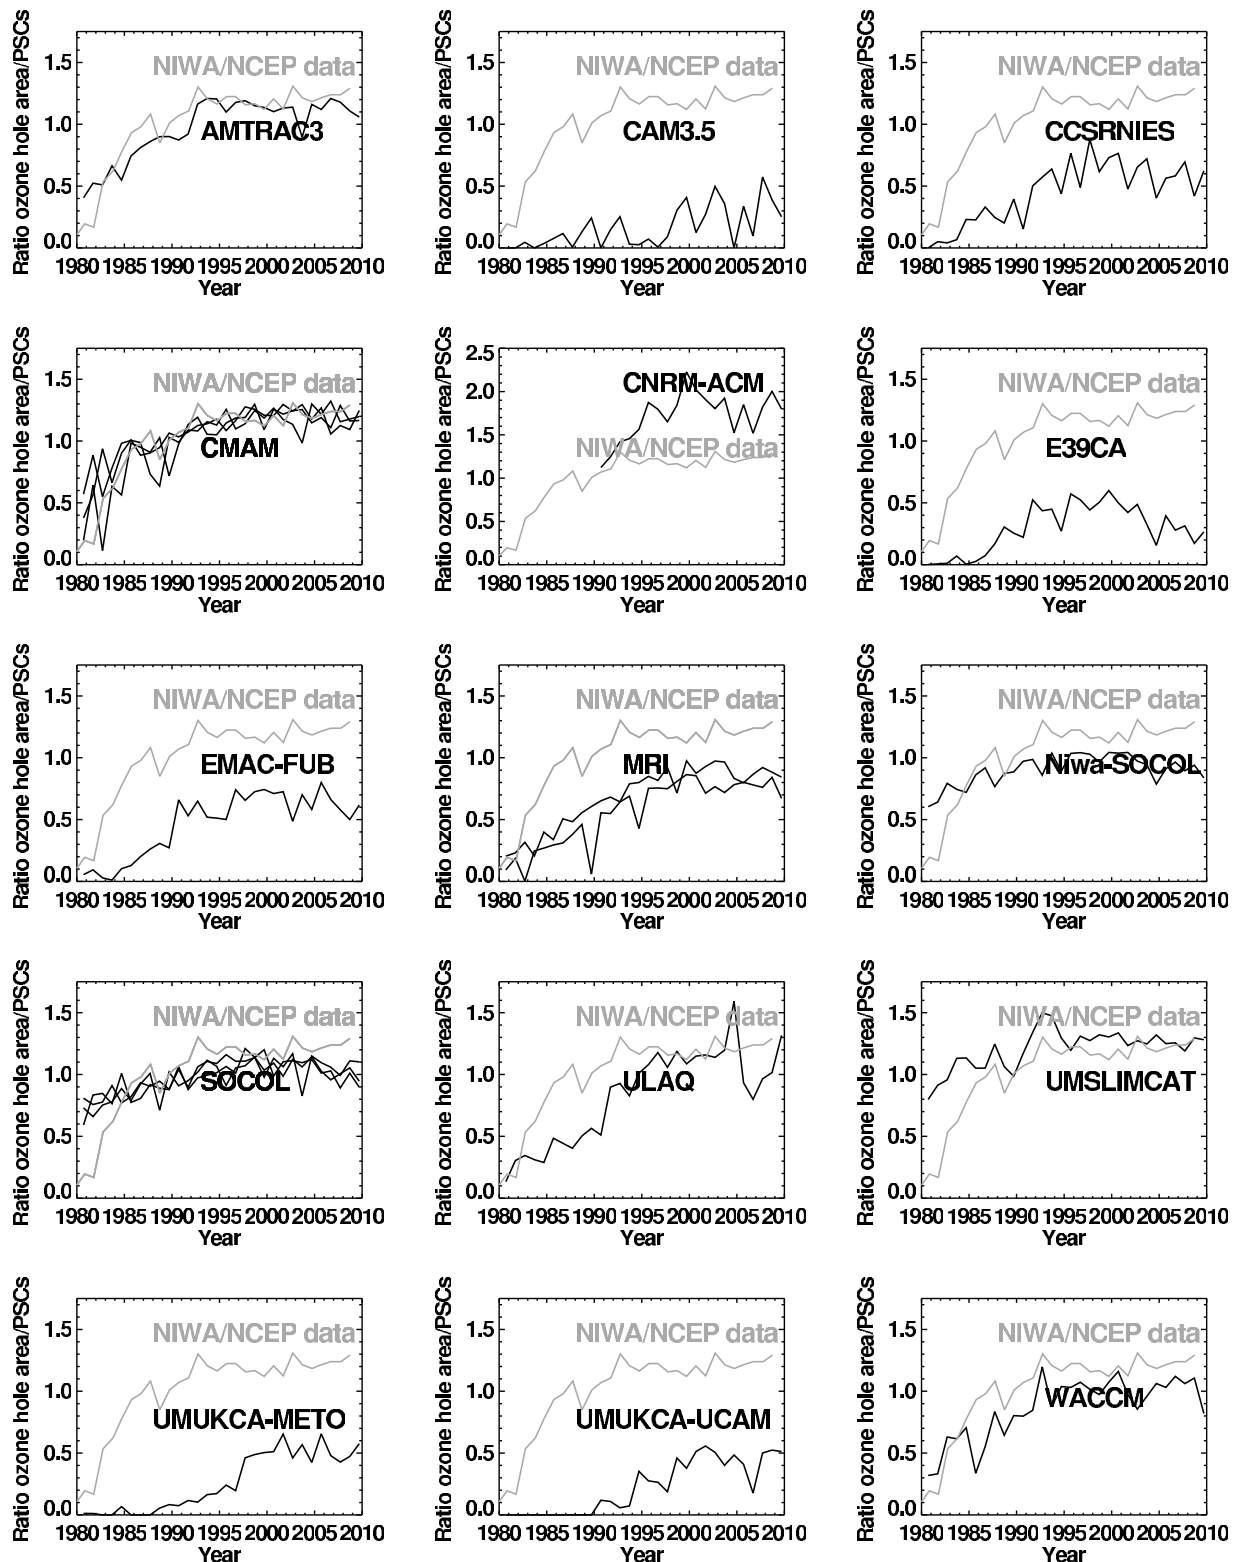 Ratio ozone hole area/PSCs
1.5
1.0
0.5
0.0
NIWA/NCEP data
AMTRAC3
1980 1985 1990 1995 2000 2005 2010
Year
Ratio ozone hole area/PSCs
1.5
1.0
0.5
0.0
NIWA/NCEP data
CAM3.5
1980 1985 1990 1995 2000 2005 2010
Year
Ratio ozone hole area/PSCs
1.5
1.0
0.5
0.0
NIWA/NCEP data
CCSRNIES
1980 1985 1990 1995 2000 2005 2010
Year
Ratio ozone hole area/PSCs
1.5
1.0
0.5
0.0
NIWA/NCEP data
CMAM
1980 1985 1990 1995 2000 2005 2010
Year
Ratio ozone hole area/PSCs
2.5
2.0
1.5
1.0
0.5
0.0
CNRM-ACM
NIWA/NCEP data
1980 1985 1990 1995 2000 2005 2010
Year
Ratio ozone hole area/PSCs
1.5
1.0
0.5
0.0
NIWA/NCEP data
E39CA
1980 1985 1990 1995 2000 2005 2010
Year
Ratio ozone hole area/PSCs
1.5
1.0
0.5
0.0
NIWA/NCEP data
EMAC-FUB
1980 1985 1990 1995 2000 2005 2010
Year
Ratio ozone hole area/PSCs
1.5
1.0
0.5
0.0
NIWA/NCEP data
MRI
1980 1985 1990 1995 2000 2005 2010
Year
Ratio ozone hole area/PSCs
1.5
1.0
0.5
0.0
NIWA/NCEP data
Niwa-SOCOL
1980 1985 1990 1995 2000 2005 2010
Year
Ratio ozone hole area/PSCs
1.5
1.0
0.5
0.0
NIWA/NCEP data
SOCOL
1980 1985 1990 1995 2000 2005 2010
Year
Ratio ozone hole area/PSCs
1.5
1.0
0.5
0.0
NIWA/NCEP data
ULAQ
1980 1985 1990 1995 2000 2005 2010
Year
Ratio ozone hole area/PSCs
1.5
1.0
0.5
0.0
NIWA/NCEP data
UMSLIMCAT
1980 1985 1990 1995 2000 2005 2010
Year
Ratio ozone hole area/PSCs
1.5
1.0
0.5
0.0
NIWA/NCEP data
UMUKCA-METO
1980 1985 1990 1995 2000 2005 2010
Year
Ratio ozone hole area/PSCs
1.5
1.0
0.5
0.0
NIWA/NCEP data
UMUKCA-UCAM
1980 1985 1990 1995 2000 2005 2010
Year
Ratio ozone hole area/PSCs
1.5
1.0
0.5
0.0
NIWA/NCEP data
WACCM
1980 1985 1990 1995 2000 2005 2010
Year